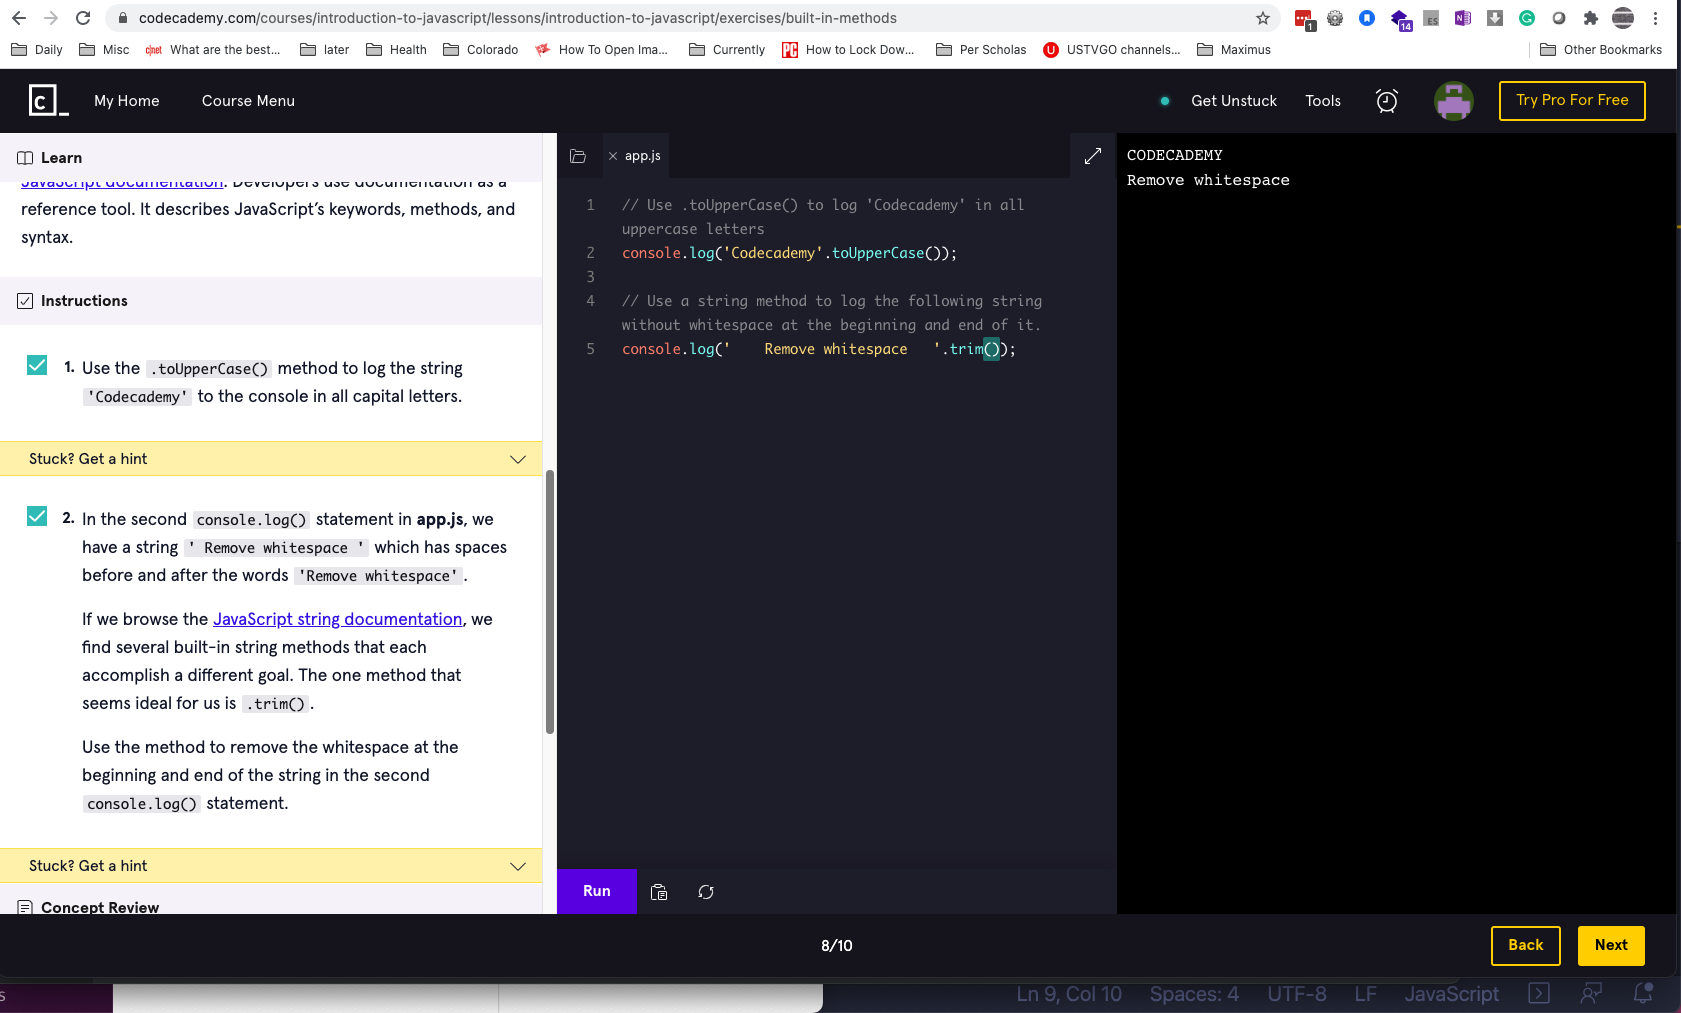 codecademy.com/courses/introduction-to-javascript/lessons/introduction-to-javascript/exercises/built-in-methods
1 ES N 14 G
Daily Misc c|net What are the best... later Health Colorado How To Open Ima... Currently PC How to Lock Dow... Per Scholas U USTVGO channels... Maximus Other Bookmarks
c_ My Home Course Menu Get Unstuck Tools Try Pro For Free
Learn
JavaScript documentation. Developers use documentation as a
reference tool. It describes JavaScript’s keywords, methods, and
syntax.
Instructions
1. Use the .toUpperCase() method to log the string
'Codecademy' to the console in all capital letters.
Stuck? Get a hint
2. In the second console.log() statement in app.js, we
have a string ' Remove whitespace ' which has spaces
before and after the words 'Remove whitespace'.
If we browse the JavaScript string documentation, we
find several built-in string methods that each
accomplish a different goal. The one method that
seems ideal for us is .trim().
Use the method to remove the whitespace at the
beginning and end of the string in the second
console.log() statement.
Stuck? Get a hint
Concept Review
× app.js
1 // Use .toUpperCase() to log 'Codecademy' in all
uppercase letters
2 console.log('Codecademy'.toUpperCase());
3
4 // Use a string method to log the following string
without whitespace at the beginning and end of it.
5 console.log('    Remove whitespace   '.trim());
Run
CODECADEMY
Remove whitespace
8/10
Back Next
s
Ln 9, Col 10 Spaces: 4 UTF-8 LF JavaScript